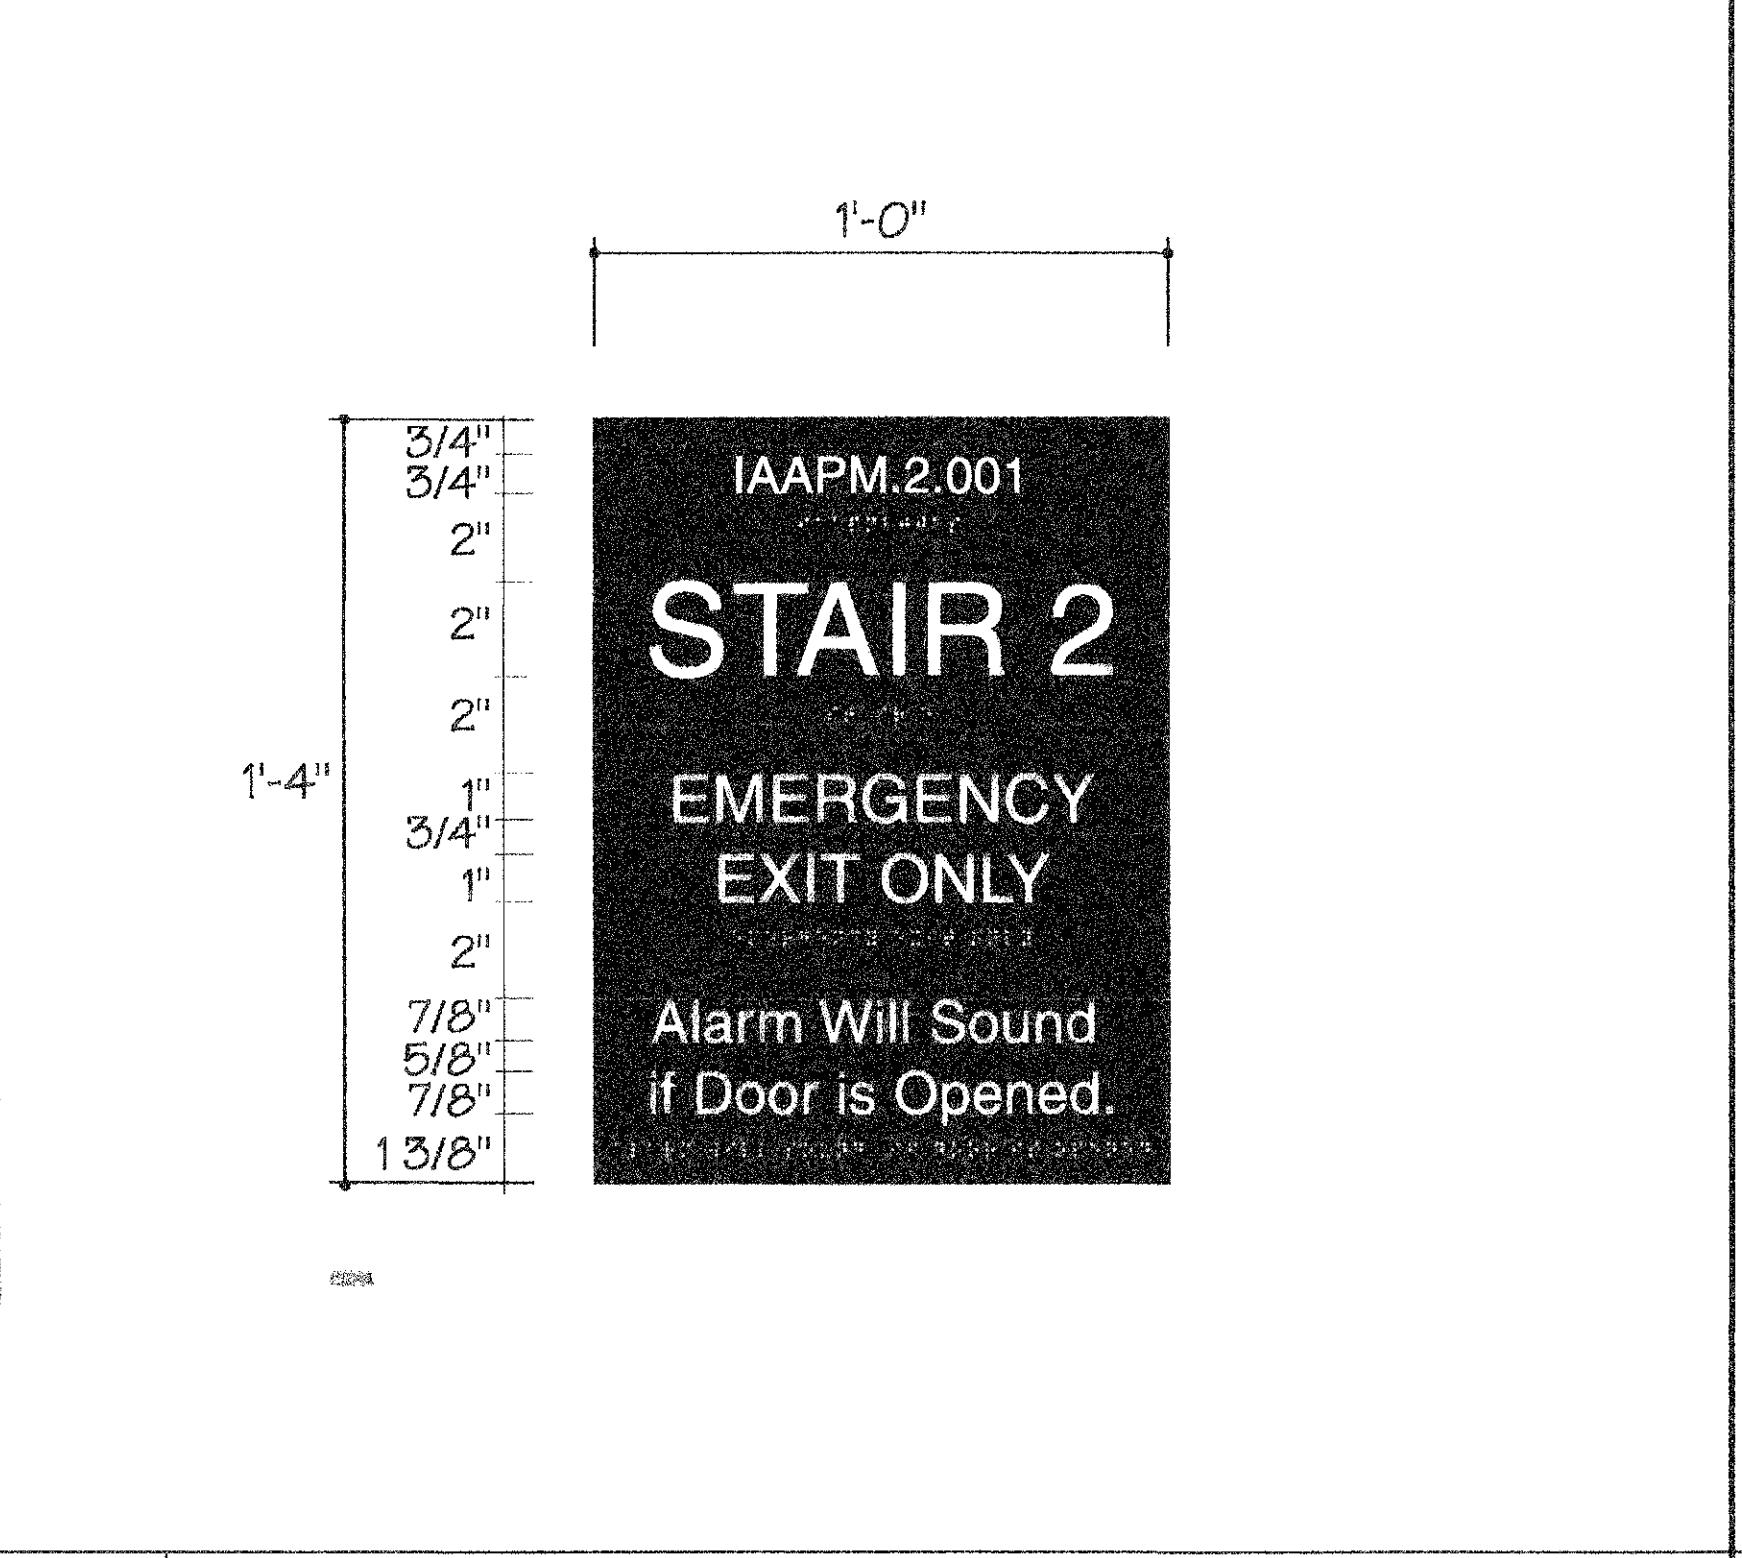 1'-0"
3/4"
3/4"
2"
2"
2"
1'-4"
1"
3/4"
1"
2"
7/8"
5/8"
7/8"
1 3/8"
IAAPM.2.001
STAIR 2
EMERGENCY
EXIT ONLY
Alarm Will Sound
if Door is Opened.